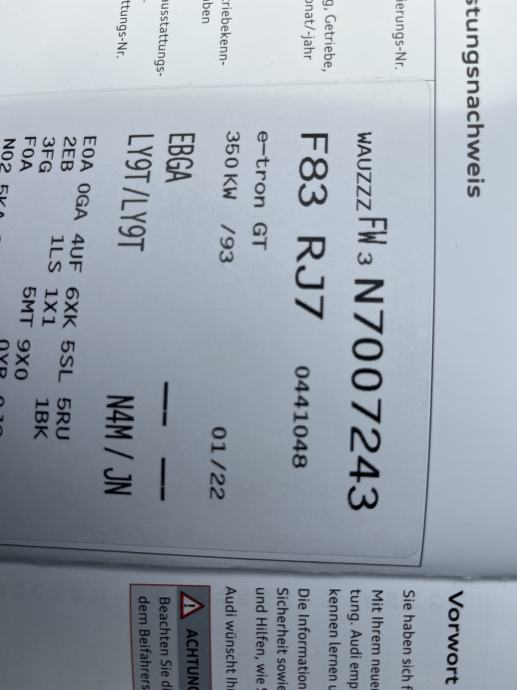 stungsnachweis
ierungs-Nr.
g, Getriebe,
onat/-jahr
riebekenn-
ben
usstattungs-
ttungs-Nr.
WAUZZZ FW 3 N7007243
F83 RJ7 0441048
e-tron GT
350 KW /93 01/22
EBGA -- --
LY9T/LY9T N4M / JN
E0A 0GA 4UF 6XK 5SL 5RU
2EB 1LS 1X1 1BK
3FG 5MT 9X0
F0A
N02
Vorwort
Sie haben sich f
Mit Ihrem neue
tung. Audi emp
kennen lernen u
Die Information
Sicherheit sowie
und Hilfen, wie S
Audi wünscht Ih
ACHTUNG
Beachten Sie d
dem Beifahrers